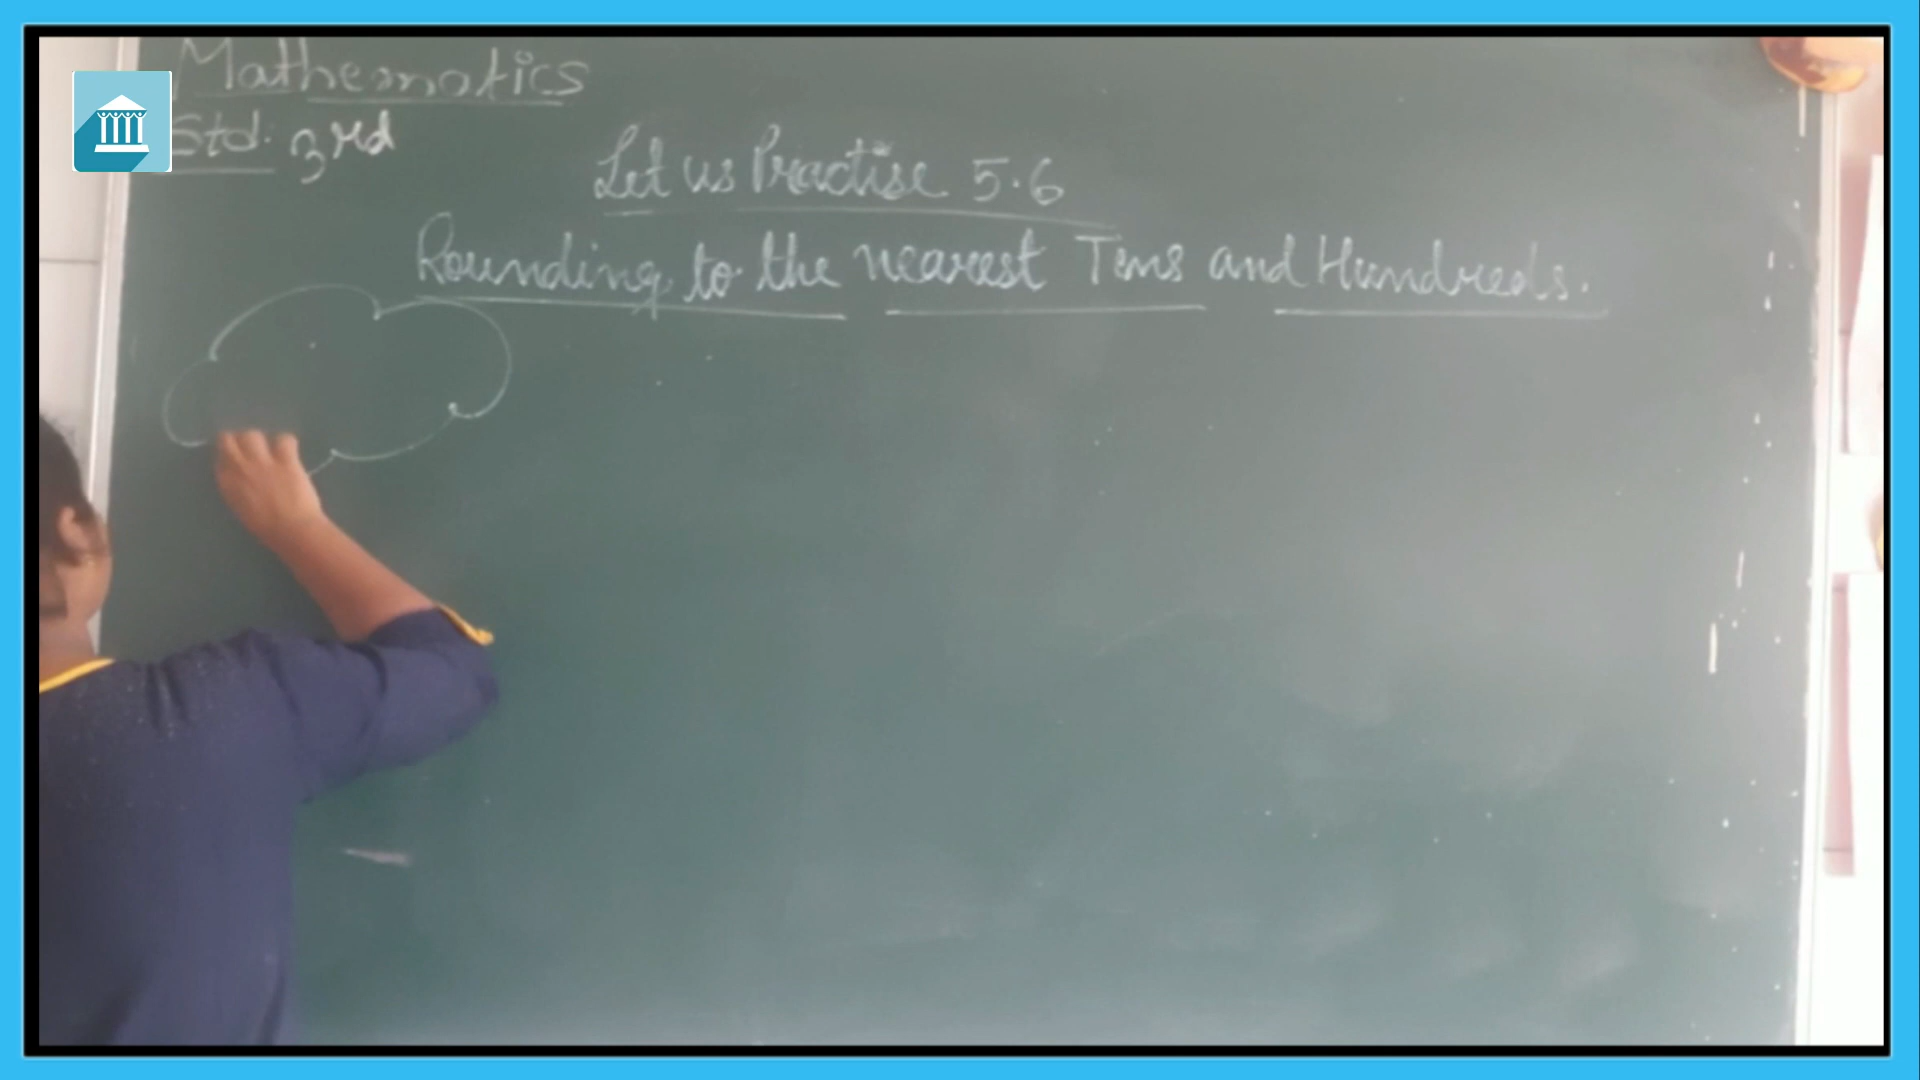 Mathematics
Std. 3rd
Let us Practise 5.6
Rounding to the nearest Tens and Hundreds.